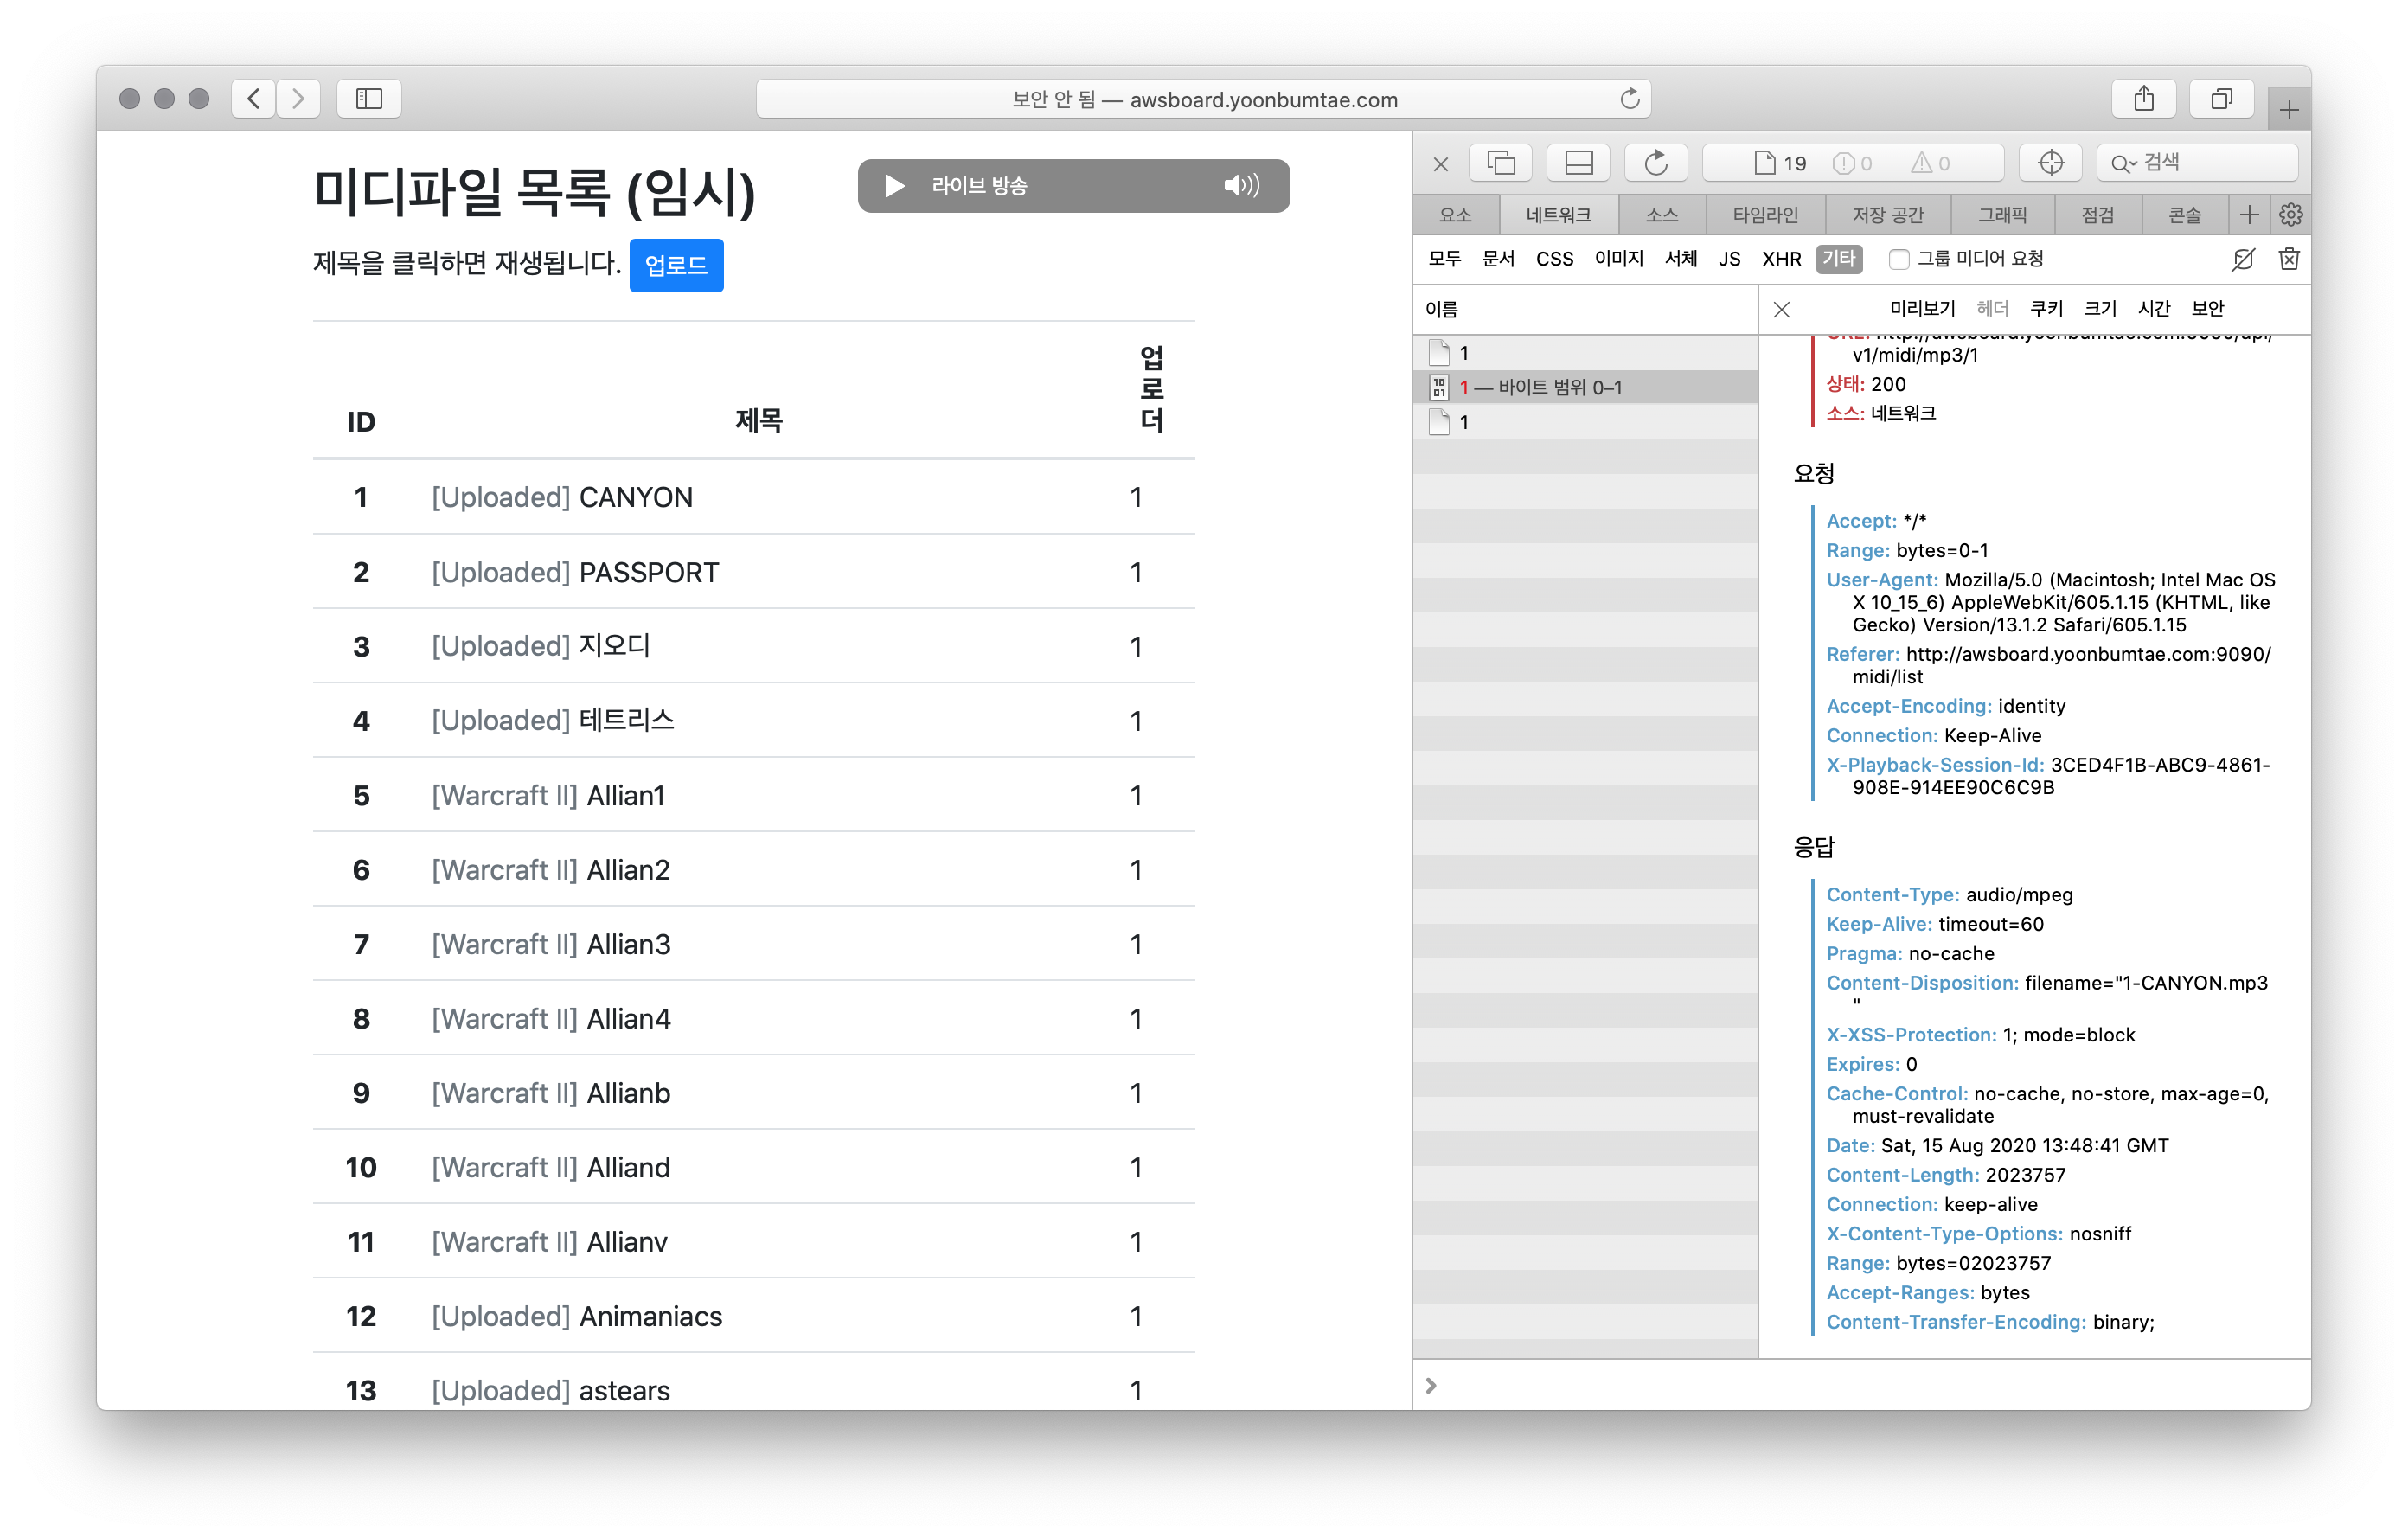 보안 안 됨 — awsboard.yoonbumtae.com
미디파일 목록 (임시)
라이브 방송
제목을 클릭하면 재생됩니다. 업로드
ID 제목 업로더
1 [Uploaded] CANYON 1
2 [Uploaded] PASSPORT 1
3 [Uploaded] 지오디 1
4 [Uploaded] 테트리스 1
5 [Warcraft II] Allian1 1
6 [Warcraft II] Allian2 1
7 [Warcraft II] Allian3 1
8 [Warcraft II] Allian4 1
9 [Warcraft II] Allianb 1
10 [Warcraft II] Alliand 1
11 [Warcraft II] Allianv 1
12 [Uploaded] Animaniacs 1
13 [Uploaded] astears 1
19 0 0 검색
요소 네트워크 소스 타임라인 저장 공간 그래픽 점검 콘솔
모두 문서 CSS 이미지 서체 JS XHR 기타 그룹 미디어 요청
이름
미리보기 헤더 쿠키 크기 시간 보안
1
1 — 바이트 범위 0–1
1
URL: http://awsboard.yoonbumtae.com:9090/api/
v1/midi/mp3/1
상태: 200
소스: 네트워크
요청
Accept: */*
Range: bytes=0-1
User-Agent: Mozilla/5.0 (Macintosh; Intel Mac OS
X 10_15_6) AppleWebKit/605.1.15 (KHTML, like
Gecko) Version/13.1.2 Safari/605.1.15
Referer: http://awsboard.yoonbumtae.com:9090/
midi/list
Accept-Encoding: identity
Connection: Keep-Alive
X-Playback-Session-Id: 3CED4F1B-ABC9-4861-
908E-914EE90C6C9B
응답
Content-Type: audio/mpeg
Keep-Alive: timeout=60
Pragma: no-cache
Content-Disposition: filename="1-CANYON.mp3
"
X-XSS-Protection: 1; mode=block
Expires: 0
Cache-Control: no-cache, no-store, max-age=0,
must-revalidate
Date: Sat, 15 Aug 2020 13:48:41 GMT
Content-Length: 2023757
Connection: keep-alive
X-Content-Type-Options: nosniff
Range: bytes=02023757
Accept-Ranges: bytes
Content-Transfer-Encoding: binary;